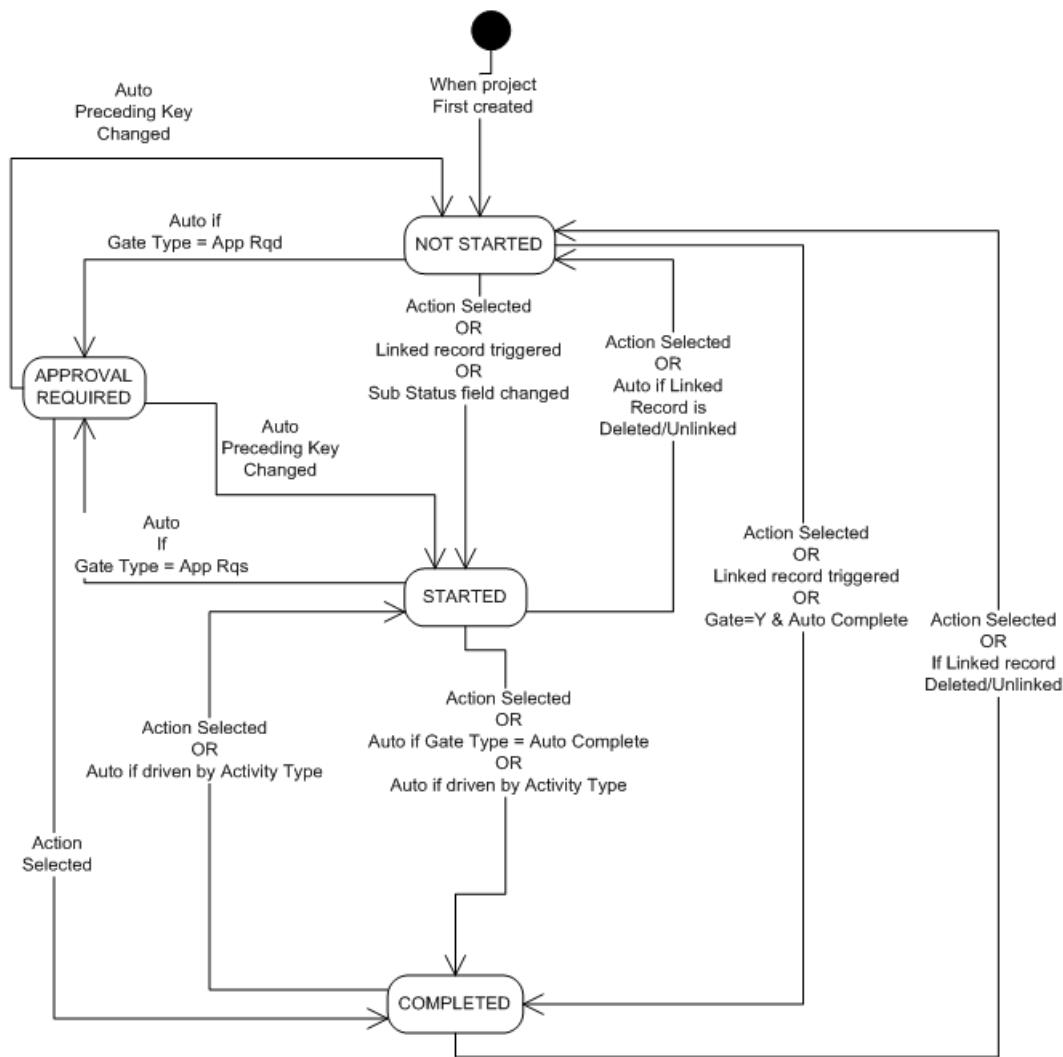 When project
First created
Auto
Preceding Key
Changed
Auto if
Gate Type = App Rqd
NOT STARTED
Action Selected
OR
Linked record triggered
OR
Sub Status field changed
Action Selected
OR
Auto if Linked
Record is
Deleted/Unlinked
APPROVAL
REQUIRED
Auto
Preceding Key
Changed
Auto
If
Gate Type = App Rqs
STARTED
Action Selected
OR
Linked record triggered
OR
Gate=Y & Auto Complete
Action Selected
OR
If Linked record
Deleted/Unlinked
Action Selected
OR
Auto if driven by Activity Type
Action Selected
OR
Auto if Gate Type = Auto Complete
OR
Auto if driven by Activity Type
Action
Selected
COMPLETED